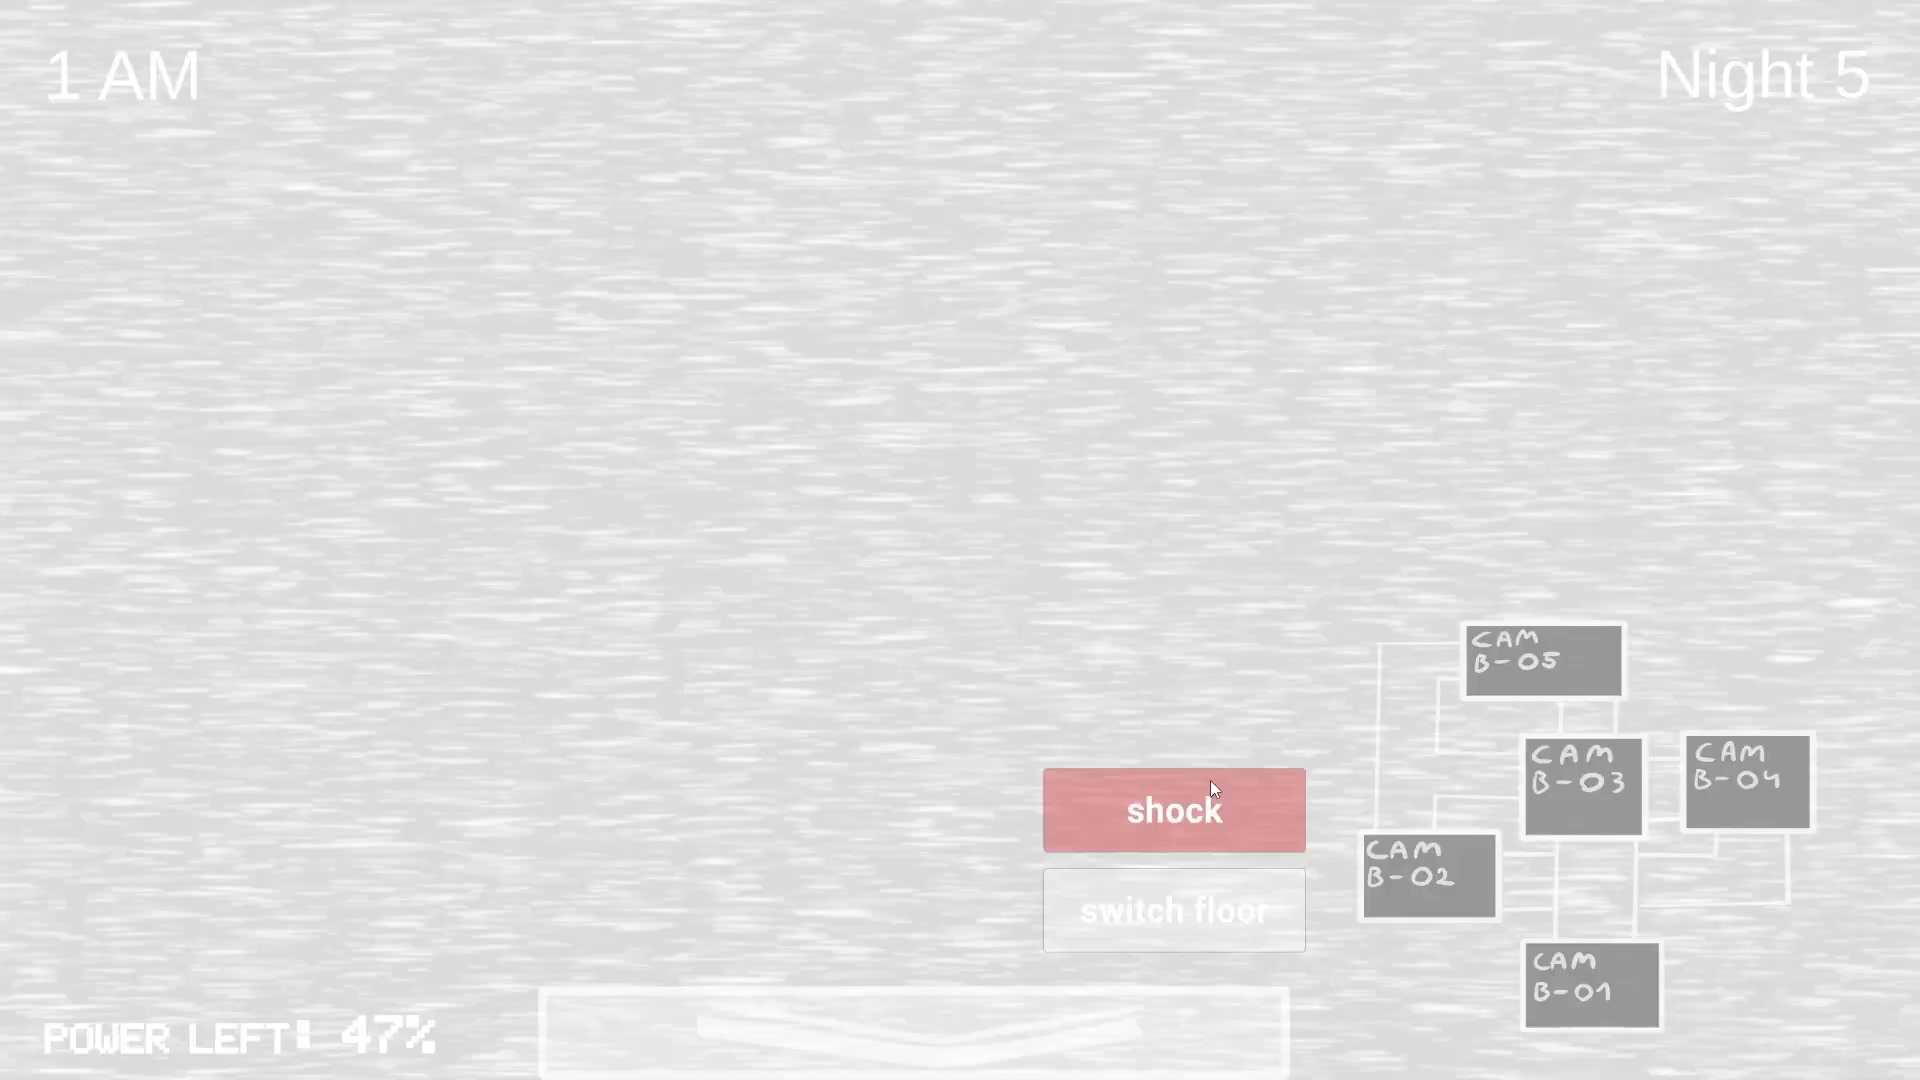 1 AM
Night 5
CAM
B-05
CAM
B-03
CAM
B-04
shock
CAM
B-02
switch floor
CAM
B-01
POWER LEFT: 47%